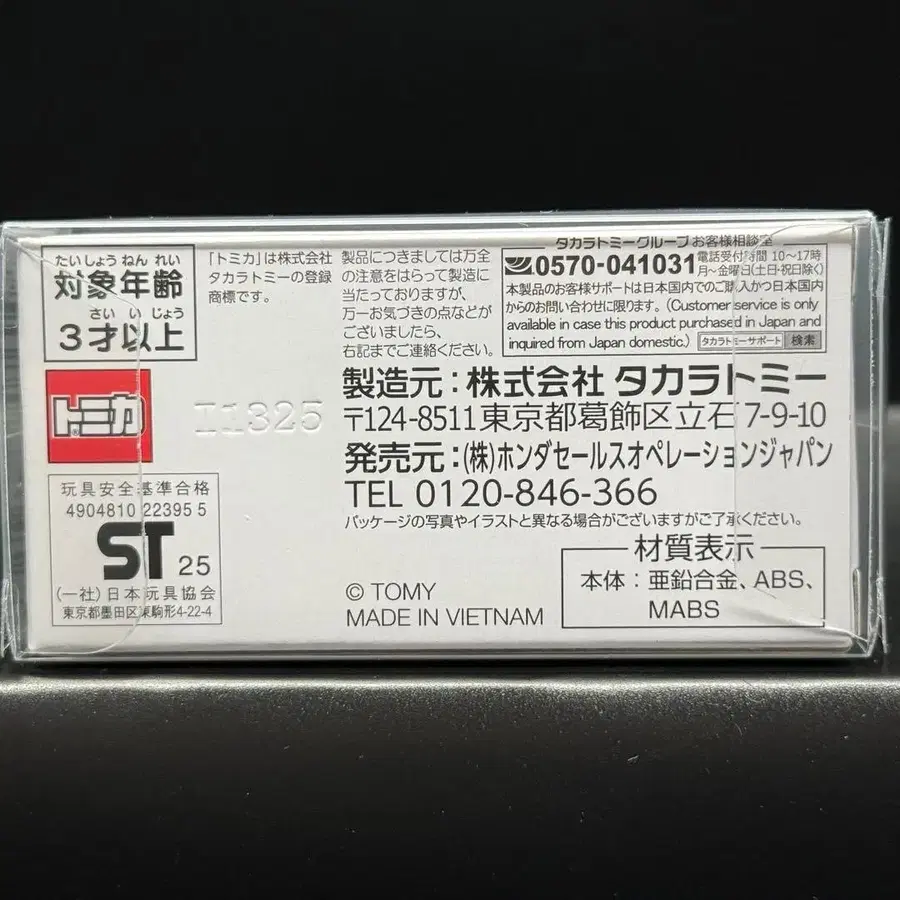 たいしょうねんれい
対象年齢
さいいじょう
3才以上
「トミカ」は株式会社
タカラトミーの登録
商標です。
製品につきましては万全
の注意をはらって製造に
当たっておりますが、
万一お気づきの点などが
ございましたら、
右記までご連絡ください。
タカラトミーグループお客様相談室
0570-041031
電話受付時間 10~17時
月~金曜日(土日・祝日除く)
本製品のお客様サポートは日本国内でのご購入かつ日本国内
からのお問い合わせに限ります。(Customer service is only
available in case this product purchased in Japan and
inquired from Japan domestic.)
タカラトミーサポート 検索
トミカ®
I1325
製造元:株式会社 タカラトミー
〒124-8511東京都葛飾区立石7-9-10
発売元:(株)ホンダセールスオペレーションジャパン
TEL 0120-846-366
パッケージの写真やイラストと異なる場合がございますがご了承ください。
玩具安全基準合格
4904810 22395 5
ST 25
(一社)日本玩具協会
東京都墨田区東駒形4-22-4
© TOMY
MADE IN VIETNAM
材質表示
本体:亜鉛合金、ABS、
MABS